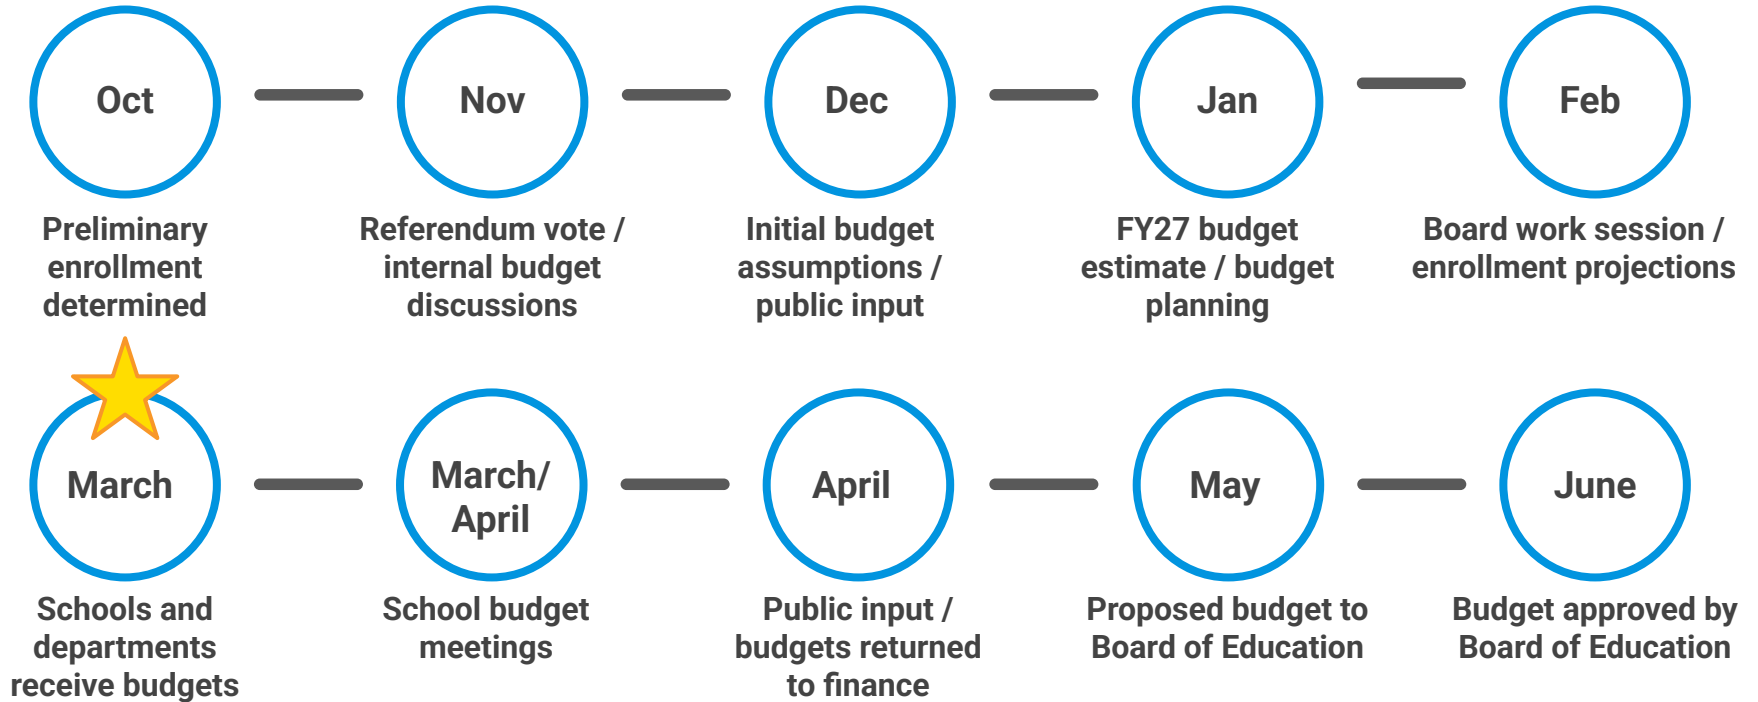 Oct
Preliminary
enrollment
determined
Nov
Referendum vote /
internal budget
discussions
Dec
Initial budget
assumptions /
public input
Jan
FY27 budget
estimate / budget
planning
Feb
Board work session /
enrollment projections
March
Schools and
departments
receive budgets
March/
April
School budget
meetings
April
Public input /
budgets returned
to finance
May
Proposed budget to
Board of Education
June
Budget approved by
Board of Education